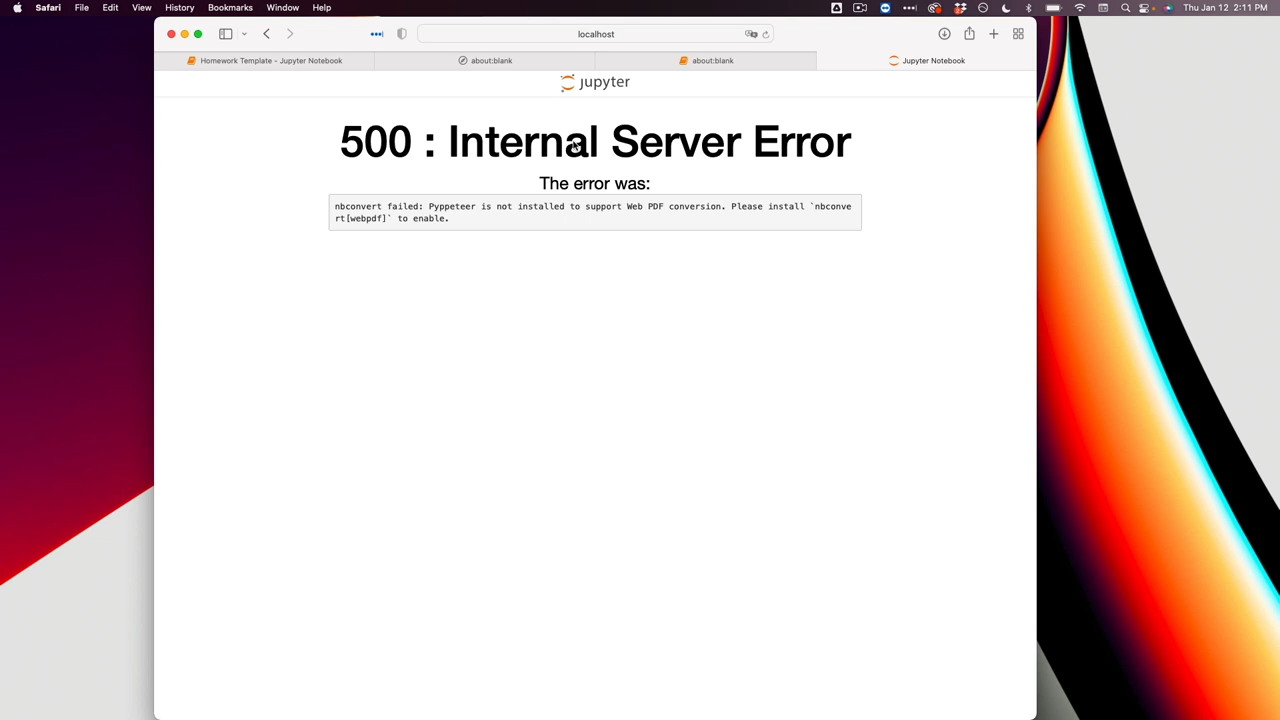 Safari File Edit View History Bookmarks Window Help Thu Jan 12 2:11 PM
localhost
Homework Template - Jupyter Notebook about:blank about:blank Jupyter Notebook
jupyter
500 : Internal Server Error
The error was:
nbconvert failed: Pyppeteer is not installed to support Web PDF conversion. Please install `nbconve
rt[webpdf]` to enable.